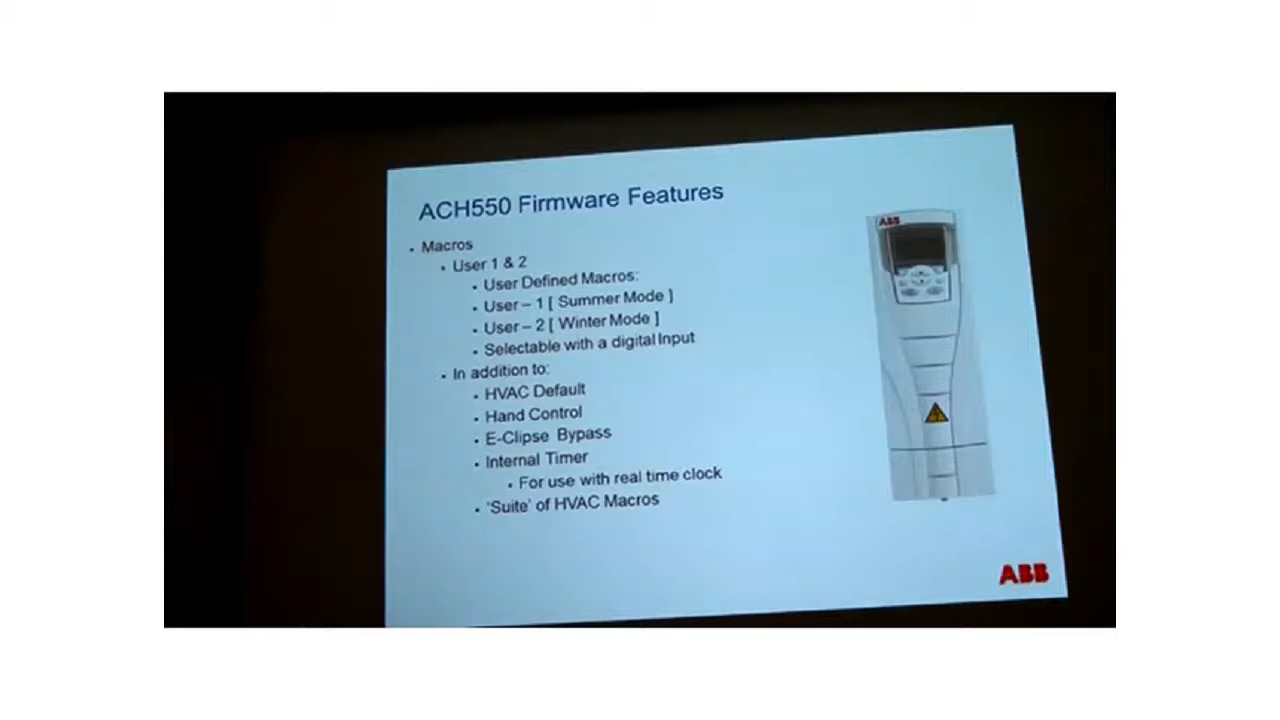 ACH550 Firmware Features
• Macros
• User 1 & 2
• User Defined Macros:
• User – 1 [ Summer Mode ]
• User – 2 [ Winter Mode ]
• Selectable with a digital Input
• In addition to:
• HVAC Default
• Hand Control
• E-Clipse Bypass
• Internal Timer
• For use with real time clock
• 'Suite' of HVAC Macros
ABB
ABB